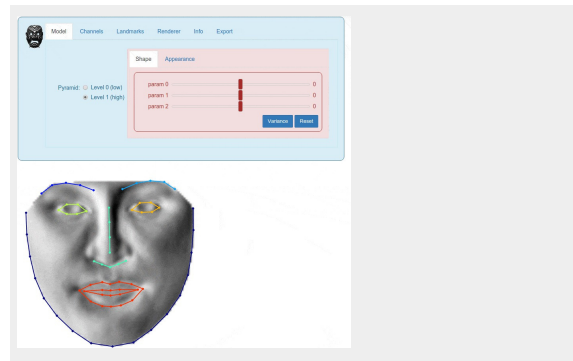 Model Channels Landmarks Renderer Info Export
Shape Appearance
Pyramid: Level 0 (low)
Level 1 (high)
param 0 0
param 1 0
param 2 0
Variance Reset